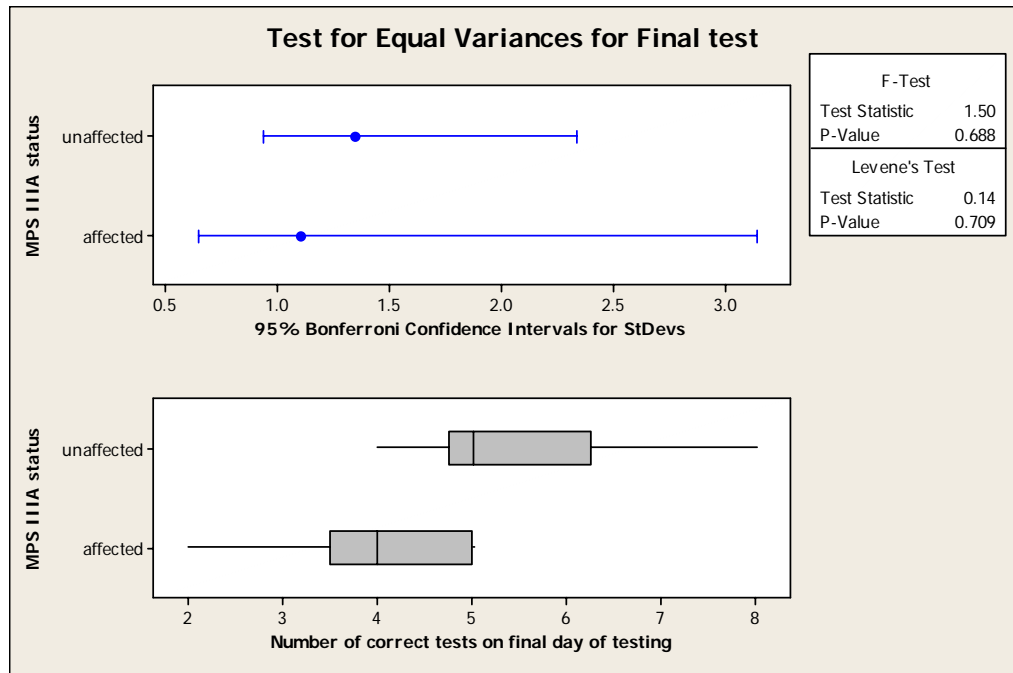 Test for Equal Variances for Final test
MPS IIIA status
unaffected
affected
0.5 1.0 1.5 2.0 2.5 3.0
95% Bonferroni Confidence Intervals for StDevs
F-Test
Test Statistic 1.50
P-Value 0.688
Levene's Test
Test Statistic 0.14
P-Value 0.709
MPS IIIA status
unaffected
affected
2 3 4 5 6 7 8
Number of correct tests on final day of testing